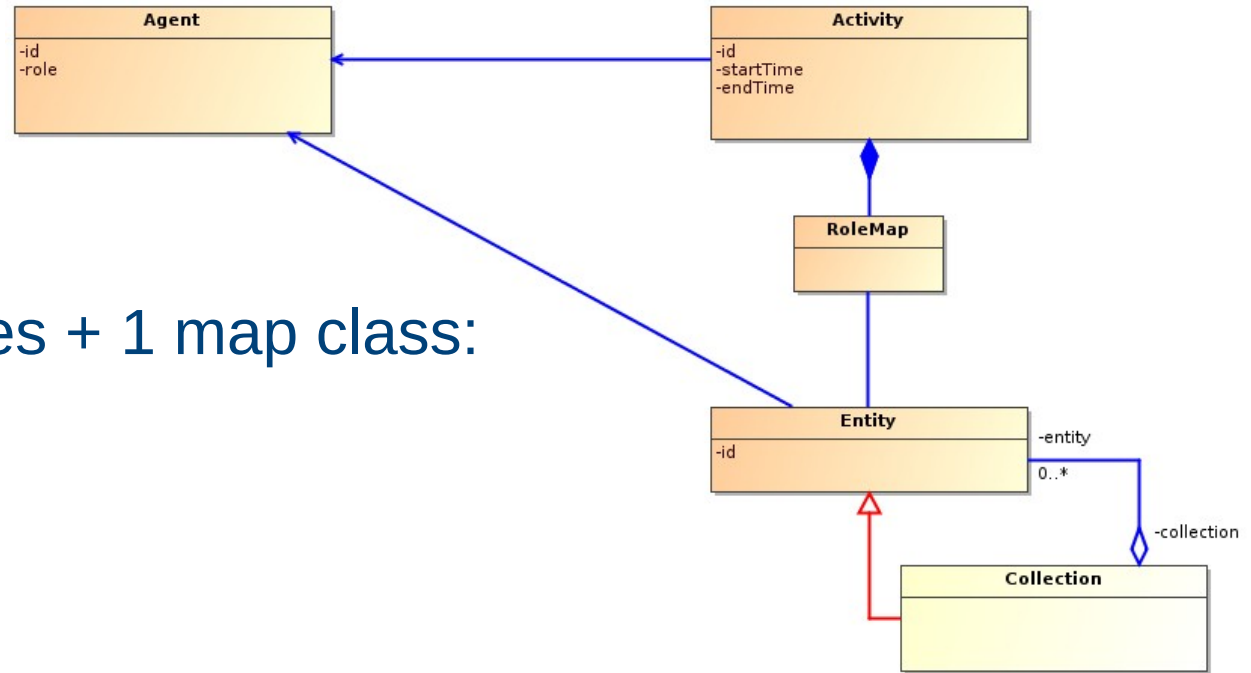 Agent
-id
-role
Activity
-id
-startTime
-endTime
RoleMap
es + 1 map class:
Entity
-id
-entity
0..*
-collection
Collection